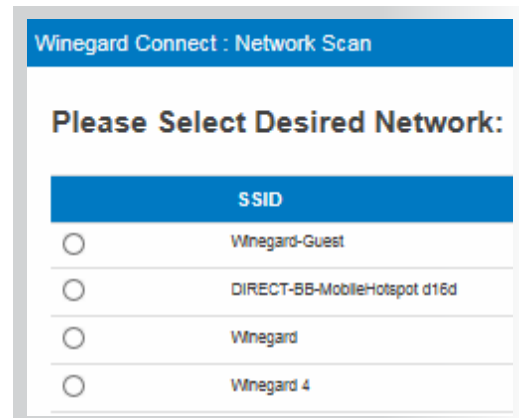 Winegard Connect : Network Scan
Please Select Desired Network:
SSID
Winegard-Guest
DIRECT-BB-MobileHotspot d16d
Winegard
Winegard 4